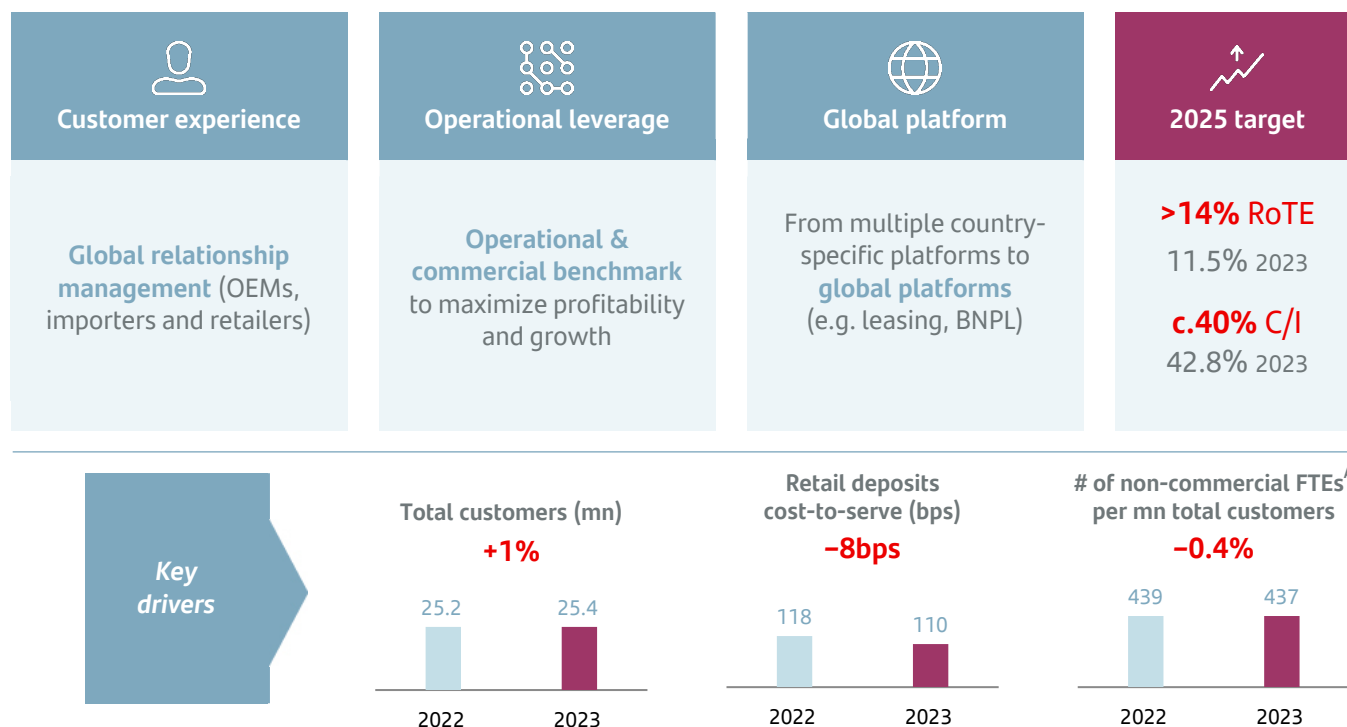 Customer experience
Global relationship
management (OEMs,
importers and retailers)
Operational leverage
Operational &
commercial benchmark
to maximize profitability
and growth
Global platform
From multiple country-
specific platforms to
global platforms
(e.g. leasing, BNPL)
2025 target
>14% RoTE
11.5% 2023
c.40% C/I
42.8% 2023
Key
drivers
Total customers (mn)
+1%
25.2 25.4
2022 2023
Retail deposits
cost-to-serve (bps)
−8bps
118 110
2022 2023
# of non-commercial FTEs
per mn total customers
−0.4%
439 437
2022 2023